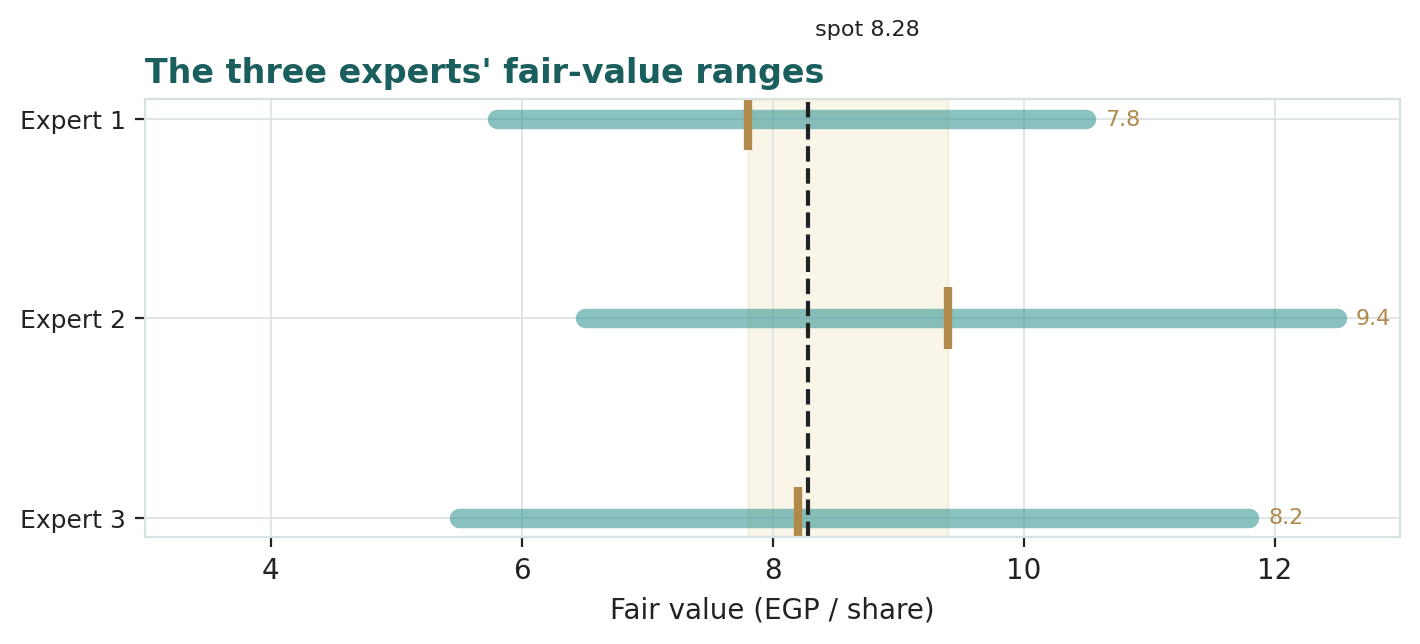 spot 8.28
The three experts' fair-value ranges
Expert 1
7.8
Expert 2
9.4
Expert 3
8.2
4 6 8 10 12
Fair value (EGP / share)